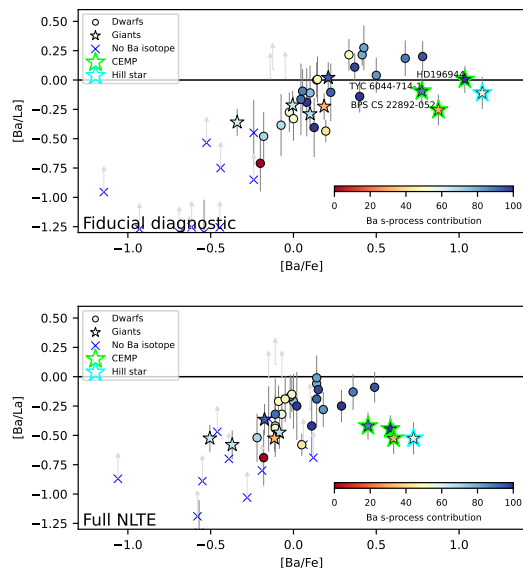 0.50
0.25
0.00
−0.25
−0.50
−0.75
−1.00
−1.25
[Ba/La]
Dwarfs
Giants
No Ba isotope
CEMP
Hill star
HD196944
BPS CS 22892-052
0 20 40 60 80 100
Ba s-process contribution
Fiducial diagnostic
−1.0 −0.5 0.0 0.5 1.0
[Ba/Fe]
0.50
0.25
0.00
−0.25
−0.50
−0.75
−1.00
−1.25
[Ba/La]
Dwarfs
Giants
No Ba isotope
CEMP
Hill star
0 20 40 60 80 100
Ba s-process contribution
Full NLTE
−1.0 −0.5 0.0 0.5 1.0
[Ba/Fe]